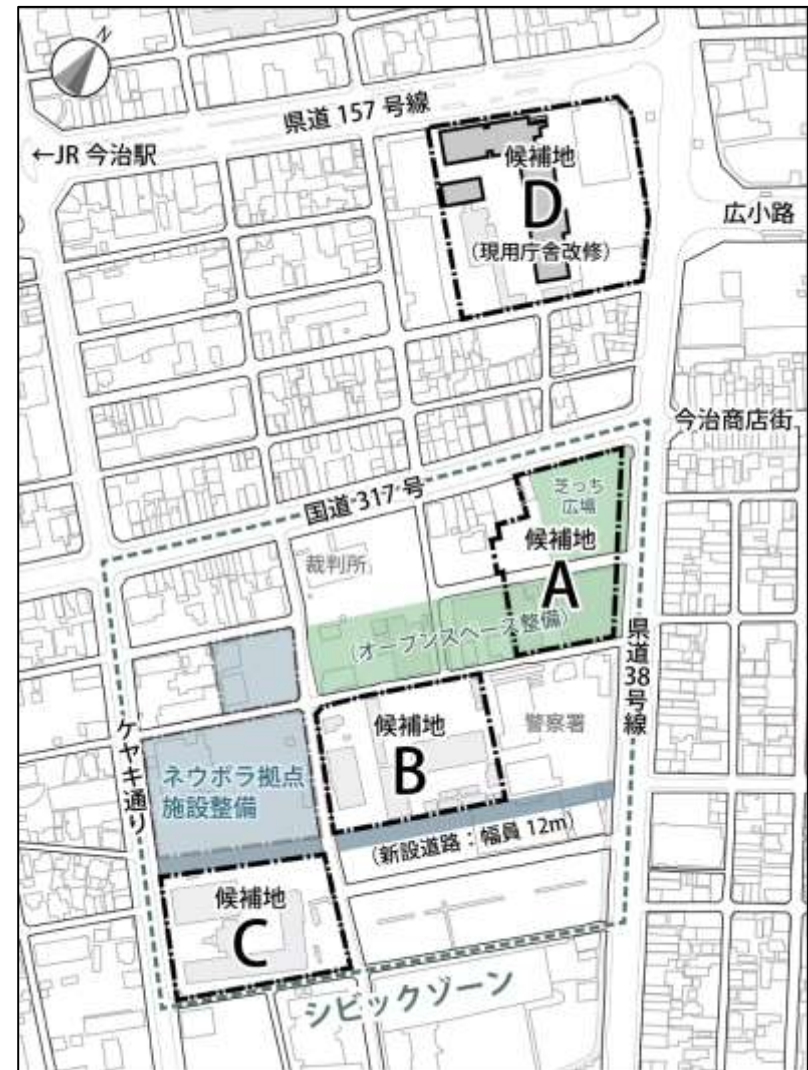 N
県道 157 号線
←JR 今治駅
候補地
D
(現用庁舎改修)
広小路
今治商店街
国道 317 号
芝っち
広場
候補地
A
裁判所
(オープンスペース整備)
県道38号線
候補地
B
警察署
ケヤキ通り
ネウボラ拠点
施設整備
(新設道路:幅員 12m)
候補地
C
シビックゾーン